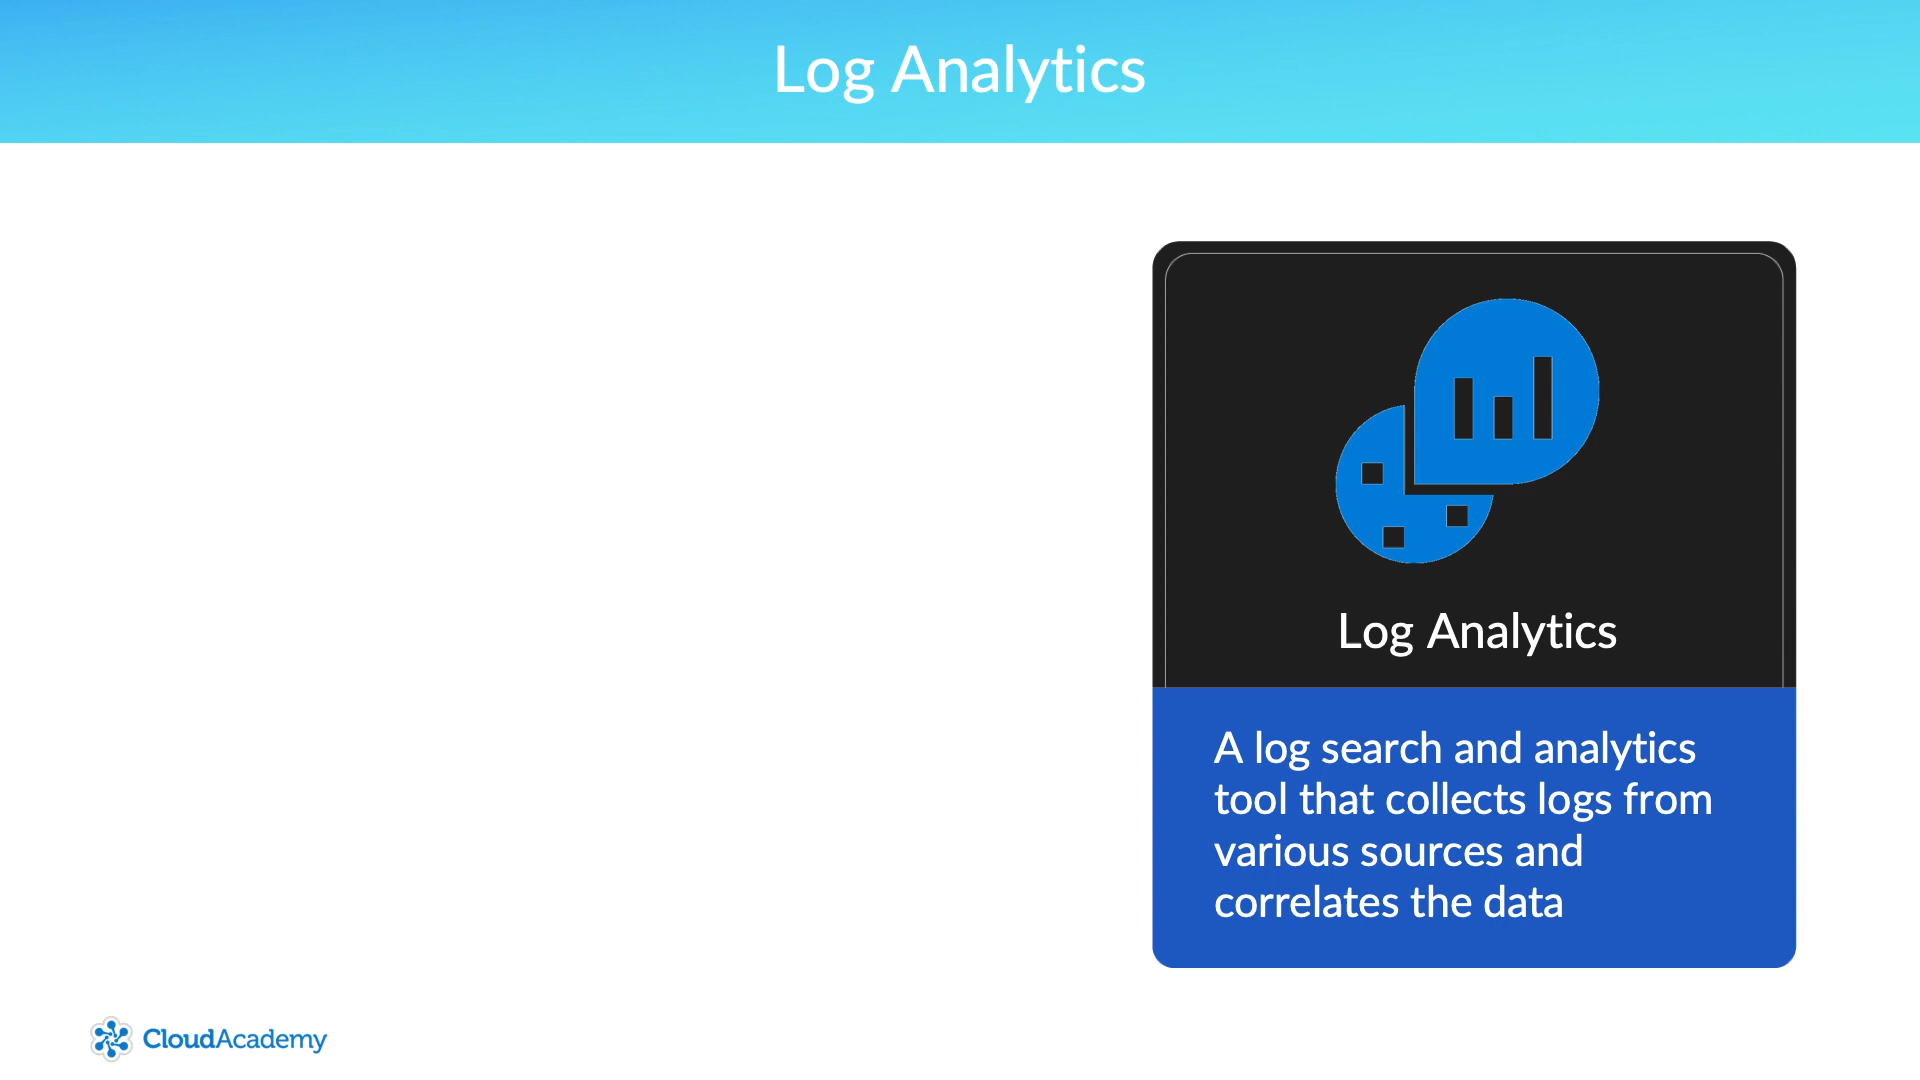 Log Analytics
Log Analytics
A log search and analytics
tool that collects logs from
various sources and
correlates the data
CloudAcademy